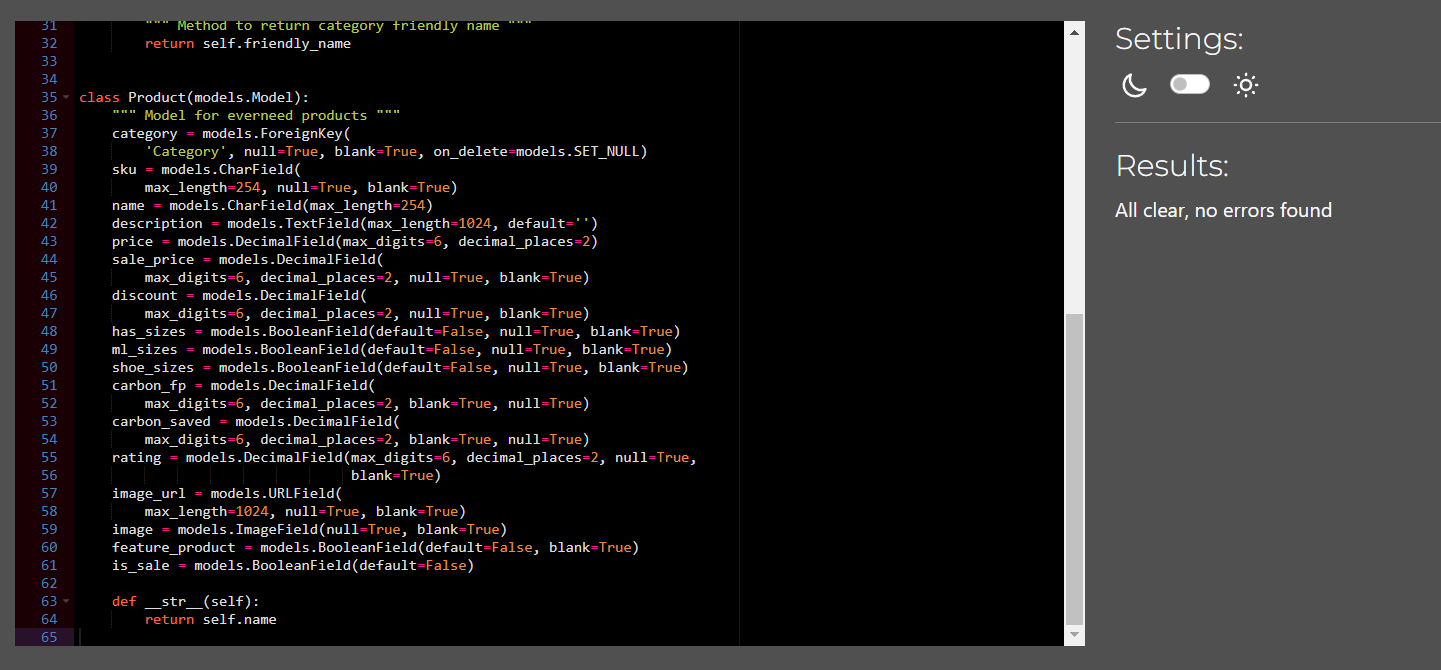 31 """ Method to return category friendly name """
32 return self.friendly_name
33
34
35 class Product(models.Model):
36 """ Model for everneed products """
37 category = models.ForeignKey(
38 'Category', null=True, blank=True, on_delete=models.SET_NULL)
39 sku = models.CharField(
40 max_length=254, null=True, blank=True)
41 name = models.CharField(max_length=254)
42 description = models.TextField(max_length=1024, default='')
43 price = models.DecimalField(max_digits=6, decimal_places=2)
44 sale_price = models.DecimalField(
45 max_digits=6, decimal_places=2, null=True, blank=True)
46 discount = models.DecimalField(
47 max_digits=6, decimal_places=2, null=True, blank=True)
48 has_sizes = models.BooleanField(default=False, null=True, blank=True)
49 ml_sizes = models.BooleanField(default=False, null=True, blank=True)
50 shoe_sizes = models.BooleanField(default=False, null=True, blank=True)
51 carbon_fp = models.DecimalField(
52 max_digits=6, decimal_places=2, blank=True, null=True)
53 carbon_saved = models.DecimalField(
54 max_digits=6, decimal_places=2, blank=True, null=True)
55 rating = models.DecimalField(max_digits=6, decimal_places=2, null=True,
56 blank=True)
57 image_url = models.URLField(
58 max_length=1024, null=True, blank=True)
59 image = models.ImageField(null=True, blank=True)
60 feature_product = models.BooleanField(default=False, blank=True)
61 is_sale = models.BooleanField(default=False)
62
63 def __str__(self):
64 return self.name
65
Settings:
Results:
All clear, no errors found